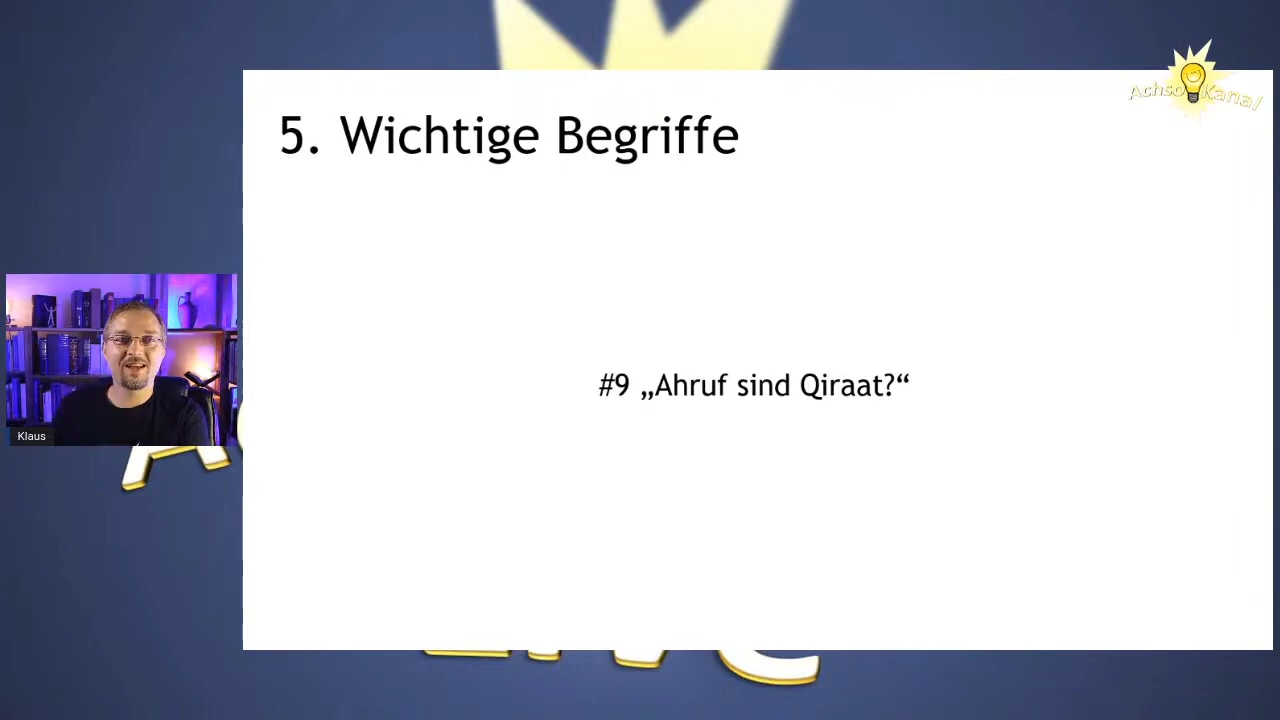 Achso Kanal
5. Wichtige Begriffe
#9 „Ahruf sind Qiraat?“
Klaus